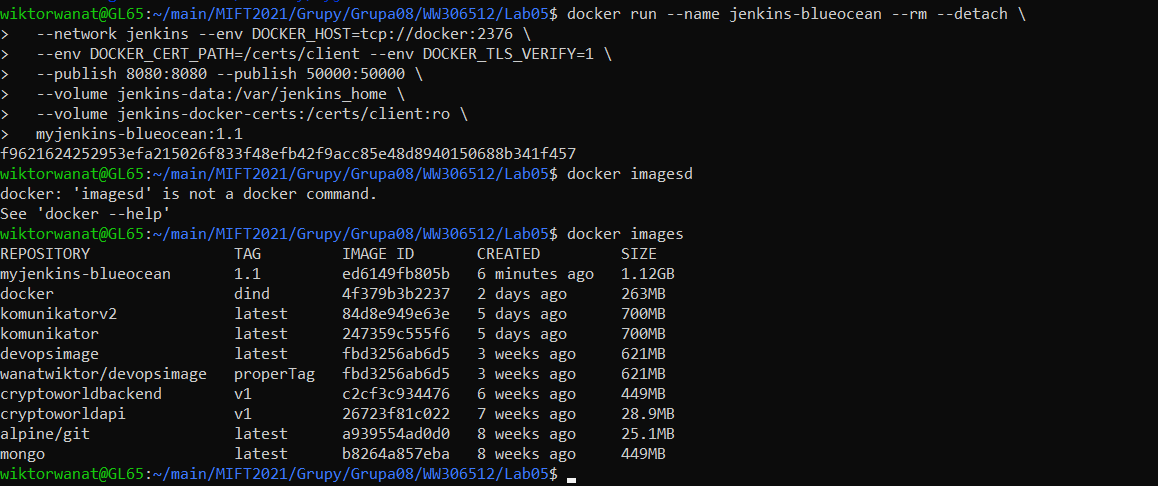 wiktorwanat@GL65:~/main/MIFT2021/Grupy/Grupa08/WW306512/Lab05$ docker run --name jenkins-blueocean --rm --detach \
>   --network jenkins --env DOCKER_HOST=tcp://docker:2376 \
>   --env DOCKER_CERT_PATH=/certs/client --env DOCKER_TLS_VERIFY=1 \
>   --publish 8080:8080 --publish 50000:50000 \
>   --volume jenkins-data:/var/jenkins_home \
>   --volume jenkins-docker-certs:/certs/client:ro \
>   myjenkins-blueocean:1.1
f9621624252953efa215026f833f48efb42f9acc85e48d8940150688b341f457
wiktorwanat@GL65:~/main/MIFT2021/Grupy/Grupa08/WW306512/Lab05$ docker imagesd
docker: 'imagesd' is not a docker command.
See 'docker --help'
wiktorwanat@GL65:~/main/MIFT2021/Grupy/Grupa08/WW306512/Lab05$ docker images
REPOSITORY                TAG         IMAGE ID       CREATED         SIZE
myjenkins-blueocean       1.1         ed6149fb805b   6 minutes ago   1.12GB
docker                    dind        4f379b3b2237   2 days ago      263MB
komunikatorv2             latest      84d8e949e63e   5 days ago      700MB
komunikator               latest      247359c555f6   5 days ago      700MB
devopsimage               latest      fbd3256ab6d5   3 weeks ago     621MB
wanatwiktor/devopsimage   properTag   fbd3256ab6d5   3 weeks ago     621MB
cryptoworldbackend        v1          c2cf3c934476   6 weeks ago     449MB
cryptoworldapi            v1          26723f81c022   7 weeks ago     28.9MB
alpine/git                latest      a939554ad0d0   8 weeks ago     25.1MB
mongo                     latest      b8264a857eba   8 weeks ago     449MB
wiktorwanat@GL65:~/main/MIFT2021/Grupy/Grupa08/WW306512/Lab05$